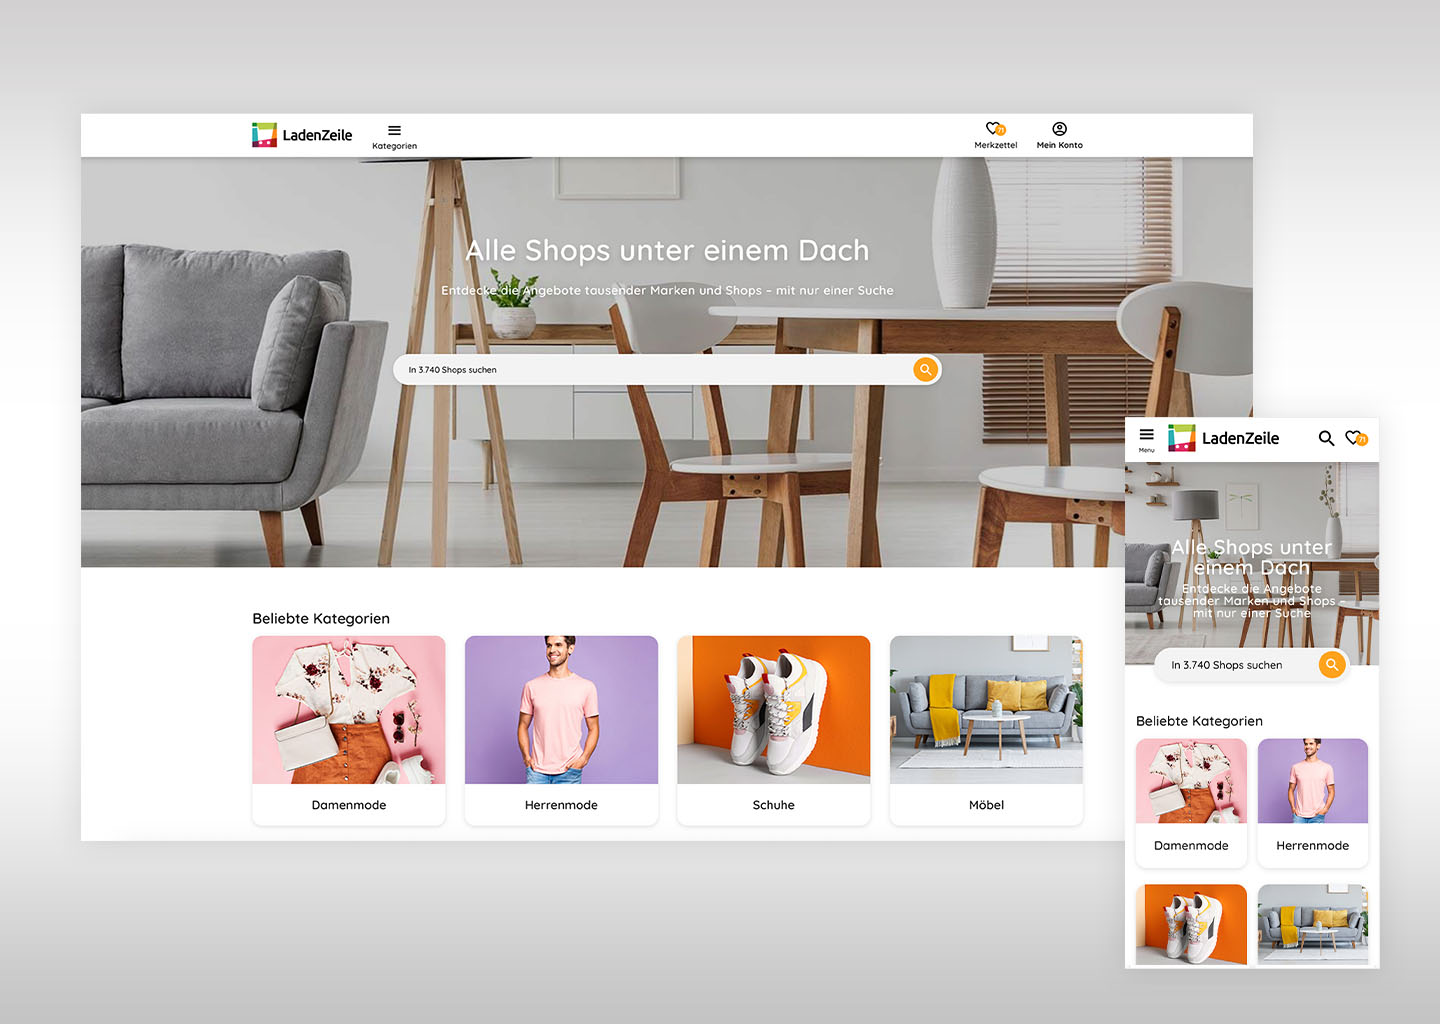 LadenZeile
Kategorien
71
Merkzettel
Mein Konto
Alle Shops unter einem Dach
Entdecke die Angebote tausender Marken und Shops – mit nur einer Suche
In 3.740 Shops suchen
Beliebte Kategorien
Damenmode
Herrenmode
Schuhe
Möbel
Menu
LadenZeile
71
Alle Shops unter
einem Dach
Entdecke die Angebote
tausender Marken und Shops –
mit nur einer Suche
In 3.740 Shops suchen
Beliebte Kategorien
Damenmode
Herrenmode